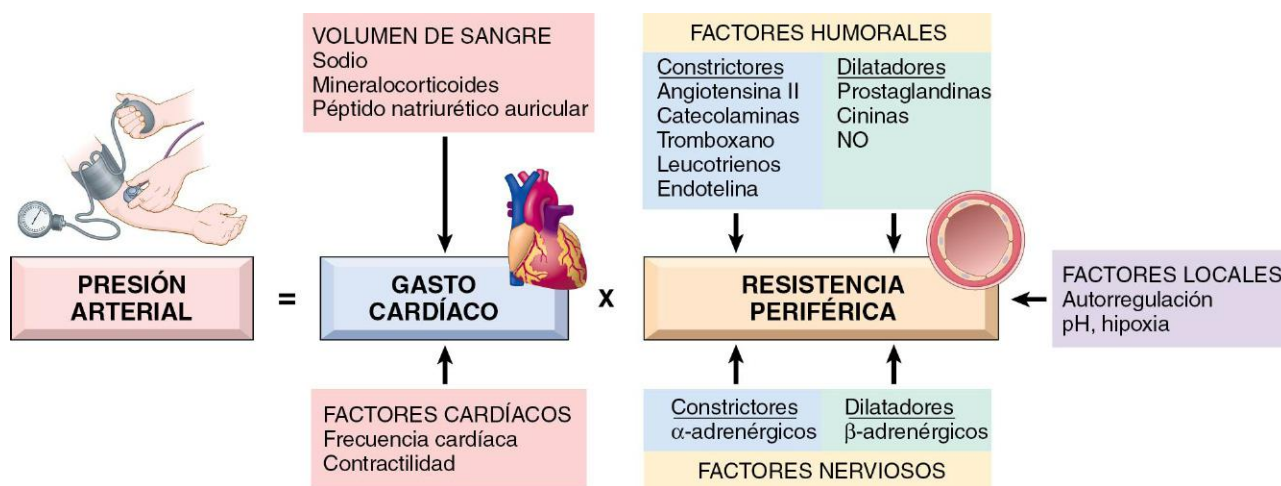 VOLUMEN DE SANGRE
Sodio
Mineralocorticoides
Péptido natriurético auricular
FACTORES HUMORALES
Constrictores
Angiotensina II
Catecolaminas
Tromboxano
Leucotrienos
Endotelina
Dilatadores
Prostaglandinas
Cininas
NO
PRESIÓN
ARTERIAL
=
GASTO
CARDÍACO
x
RESISTENCIA
PERIFÉRICA
FACTORES LOCALES
Autorregulación
pH, hipoxia
FACTORES CARDÍACOS
Frecuencia cardíaca
Contractilidad
Constrictores
α-adrenérgicos
Dilatadores
β-adrenérgicos
FACTORES NERVIOSOS